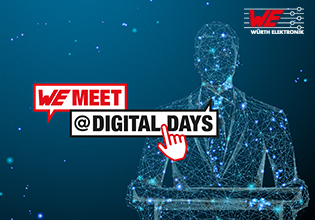 WE
WÜRTH ELEKTRONIK
WE MEET
@ DIGITAL DAYS